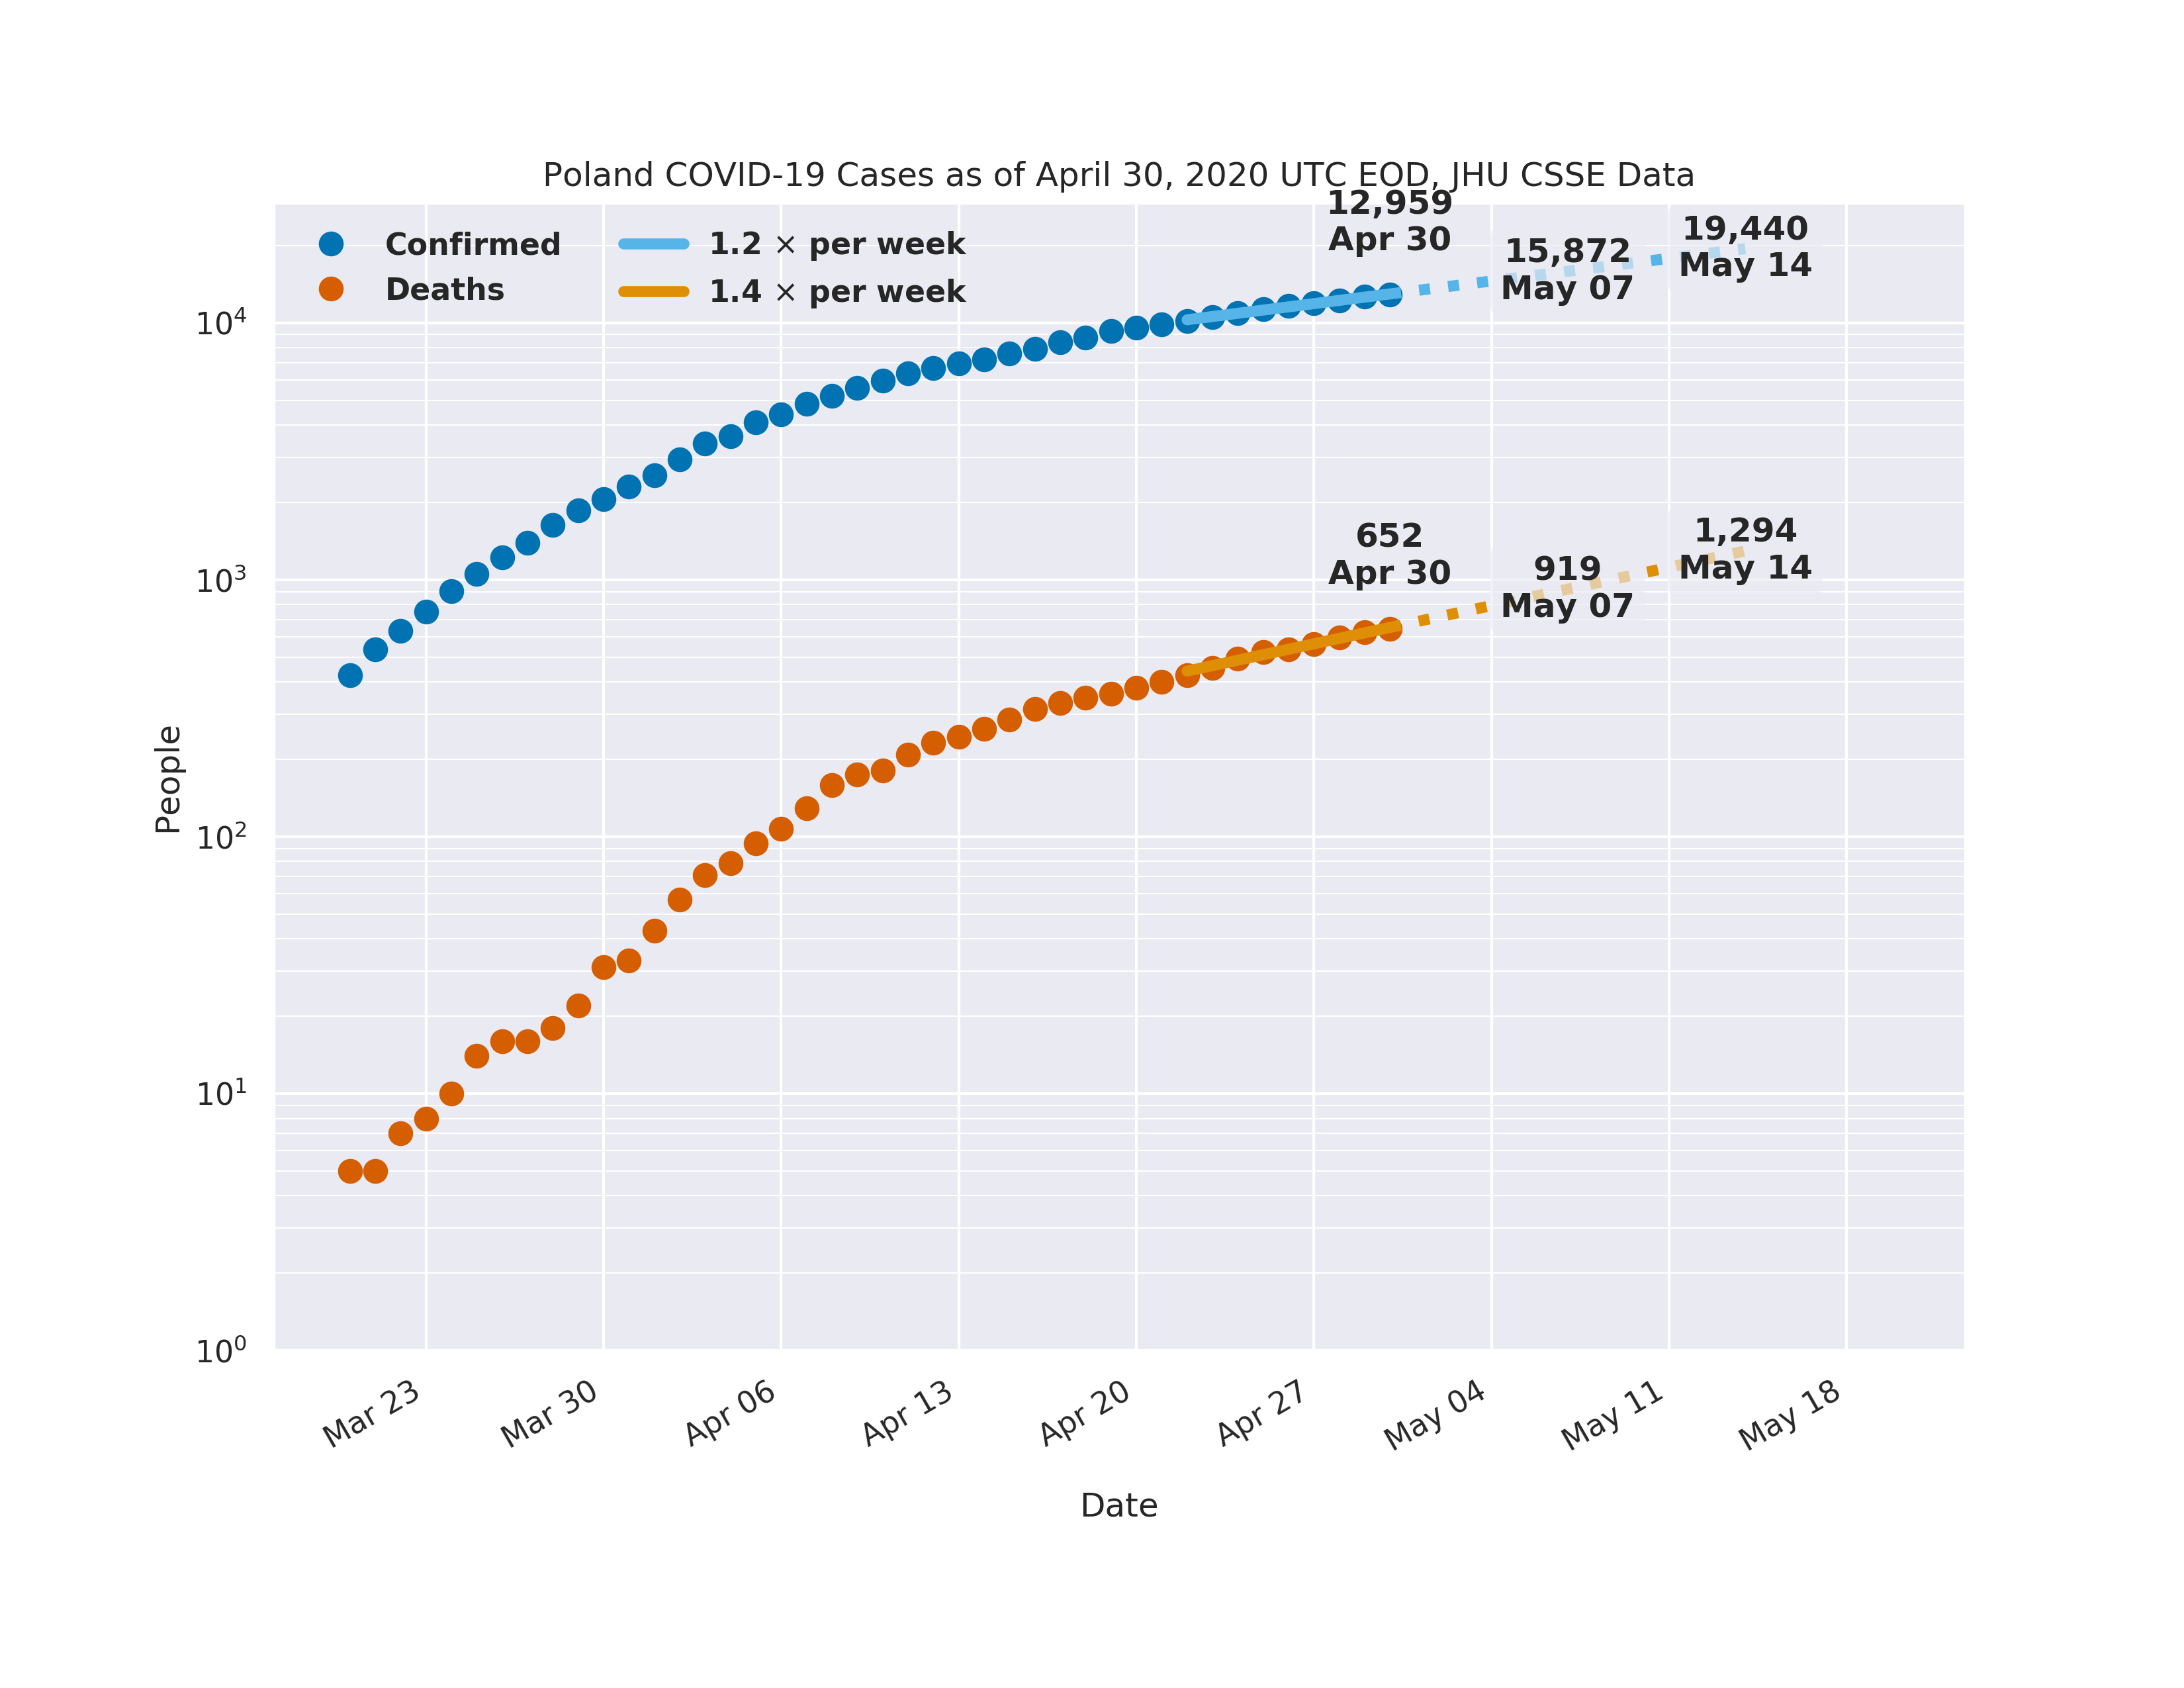 Poland COVID-19 Cases as of April 30, 2020 UTC EOD, JHU CSSE Data
Confirmed
Deaths
1.2 × per week
1.4 × per week
12,959
Apr 30
15,872
May 07
19,440
May 14
652
Apr 30
919
May 07
1,294
May 14
People
10⁴
10³
10²
10¹
10⁰
Mar 23
Mar 30
Apr 06
Apr 13
Apr 20
Apr 27
May 04
May 11
May 18
Date